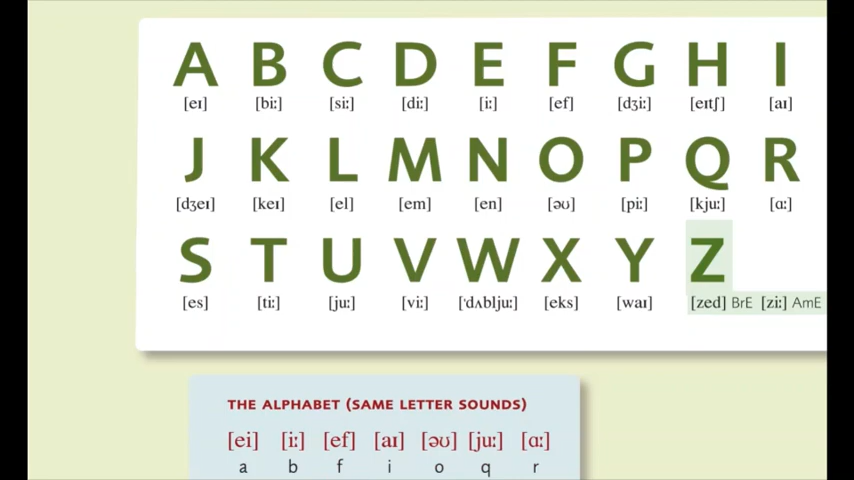 A B C D E F G H I
[eɪ] [biː] [siː] [diː] [iː] [ef] [dʒiː] [eɪtʃ] [aɪ]
J K L M N O P Q R
[dʒeɪ] [keɪ] [el] [em] [en] [əʊ] [piː] [kjuː] [ɑː]
S T U V W X Y Z
[es] [tiː] [juː] [viː] ['dʌbljuː] [eks] [waɪ] [zed] BrE [ziː] AmE
THE ALPHABET (SAME LETTER SOUNDS)
[ei] [iː] [ef] [aɪ] [əʊ] [juː] [ɑː]
a b f i o q r